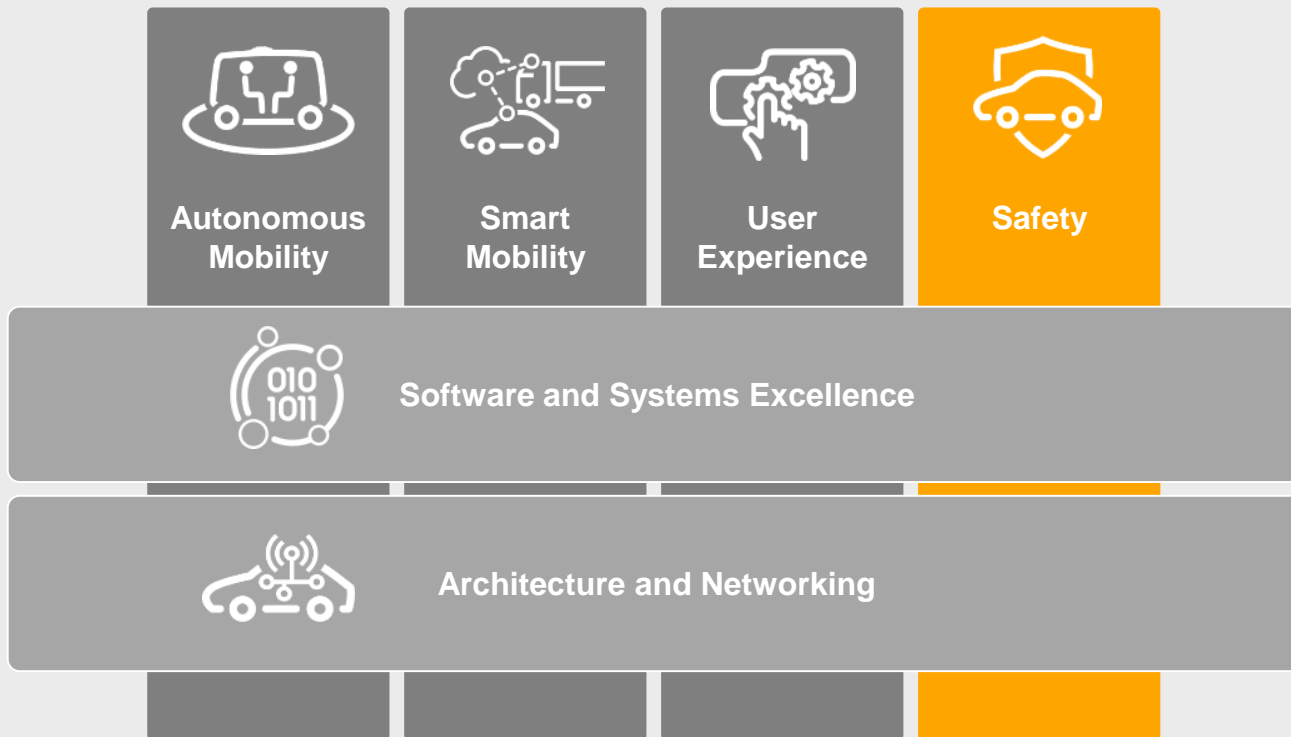 Autonomous
Mobility
Smart
Mobility
User
Experience
Safety
010
1011
Software and Systems Excellence
Architecture and Networking